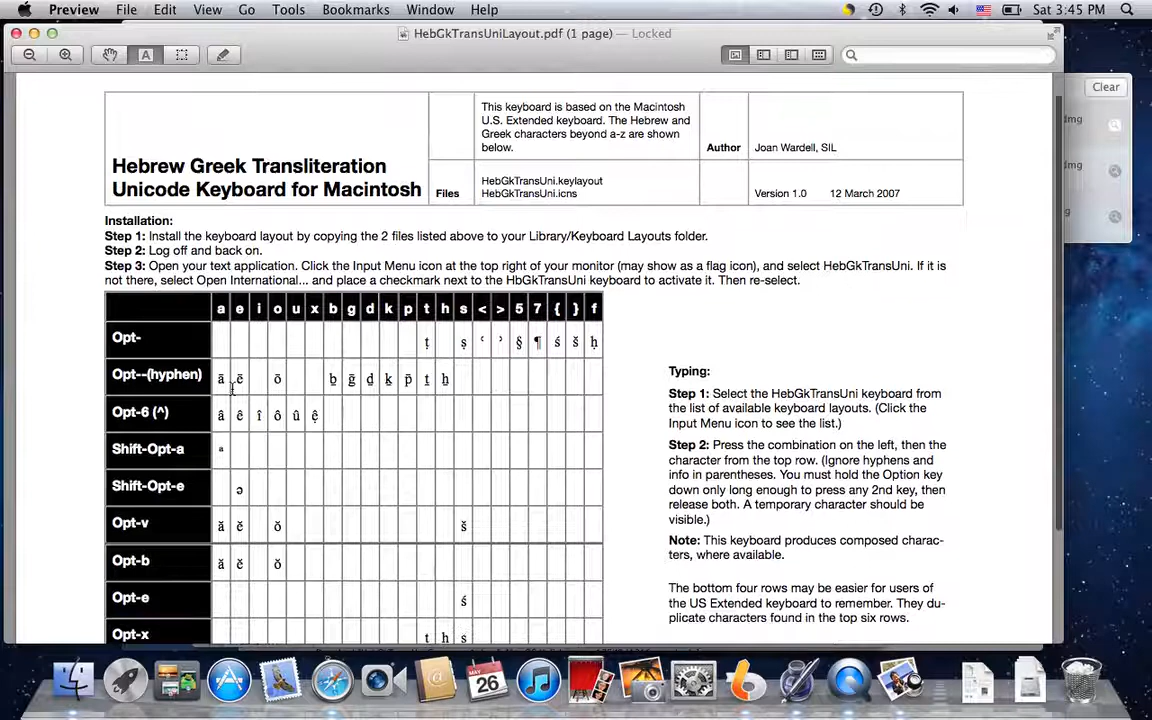 Preview File Edit View Go Tools Bookmarks Window Help Sat 3:45 PM
HebGkTransUniLayout.pdf (1 page) — Locked
Clear
dmg
dmg
g
This keyboard is based on the Macintosh
U.S. Extended keyboard. The Hebrew and
Greek characters beyond a-z are shown
below.
Author Joan Wardell, SIL
Hebrew Greek Transliteration
Unicode Keyboard for Macintosh
Files
HebGkTransUni.keylayout
HebGkTransUni.icns
Version 1.0 12 March 2007
Installation:
Step 1: Install the keyboard layout by copying the 2 files listed above to your Library/Keyboard Layouts folder.
Step 2: Log off and back on.
Step 3: Open your text application. Click the Input Menu icon at the top right of your monitor (may show as a flag icon), and select HebGkTransUni. If it is
not there, select Open International... and place a checkmark next to the HbGkTransUni keyboard to activate it. Then re-select.
a e i o u x b g d k p t h s < > 5 7 { } f
Opt- ṭ ṣ ʿ ʾ § ¶ ś š ḥ
Opt--(hyphen) ā ē ō ḇ ḡ ḏ ḵ p̄ ṯ ẖ
Opt-6 (^) â ê î ô û ệ
Shift-Opt-a ᵃ
Shift-Opt-e ə
Opt-v ă ĕ ŏ š
Opt-b ă ĕ ŏ
Opt-e ś
Opt-x ṭ ḥ ṣ
Typing:
Step 1: Select the HebGkTransUni keyboard from
the list of available keyboard layouts. (Click the
Input Menu icon to see the list.)
Step 2: Press the combination on the left, then the
character from the top row. (Ignore hyphens and
info in parentheses. You must hold the Option key
down only long enough to press any 2nd key, then
release both. A temporary character should be
visible.)
Note: This keyboard produces composed charac-
ters, where available.
The bottom four rows may be easier for users of
the US Extended keyboard to remember. They du-
plicate characters found in the top six rows.
MAY
26